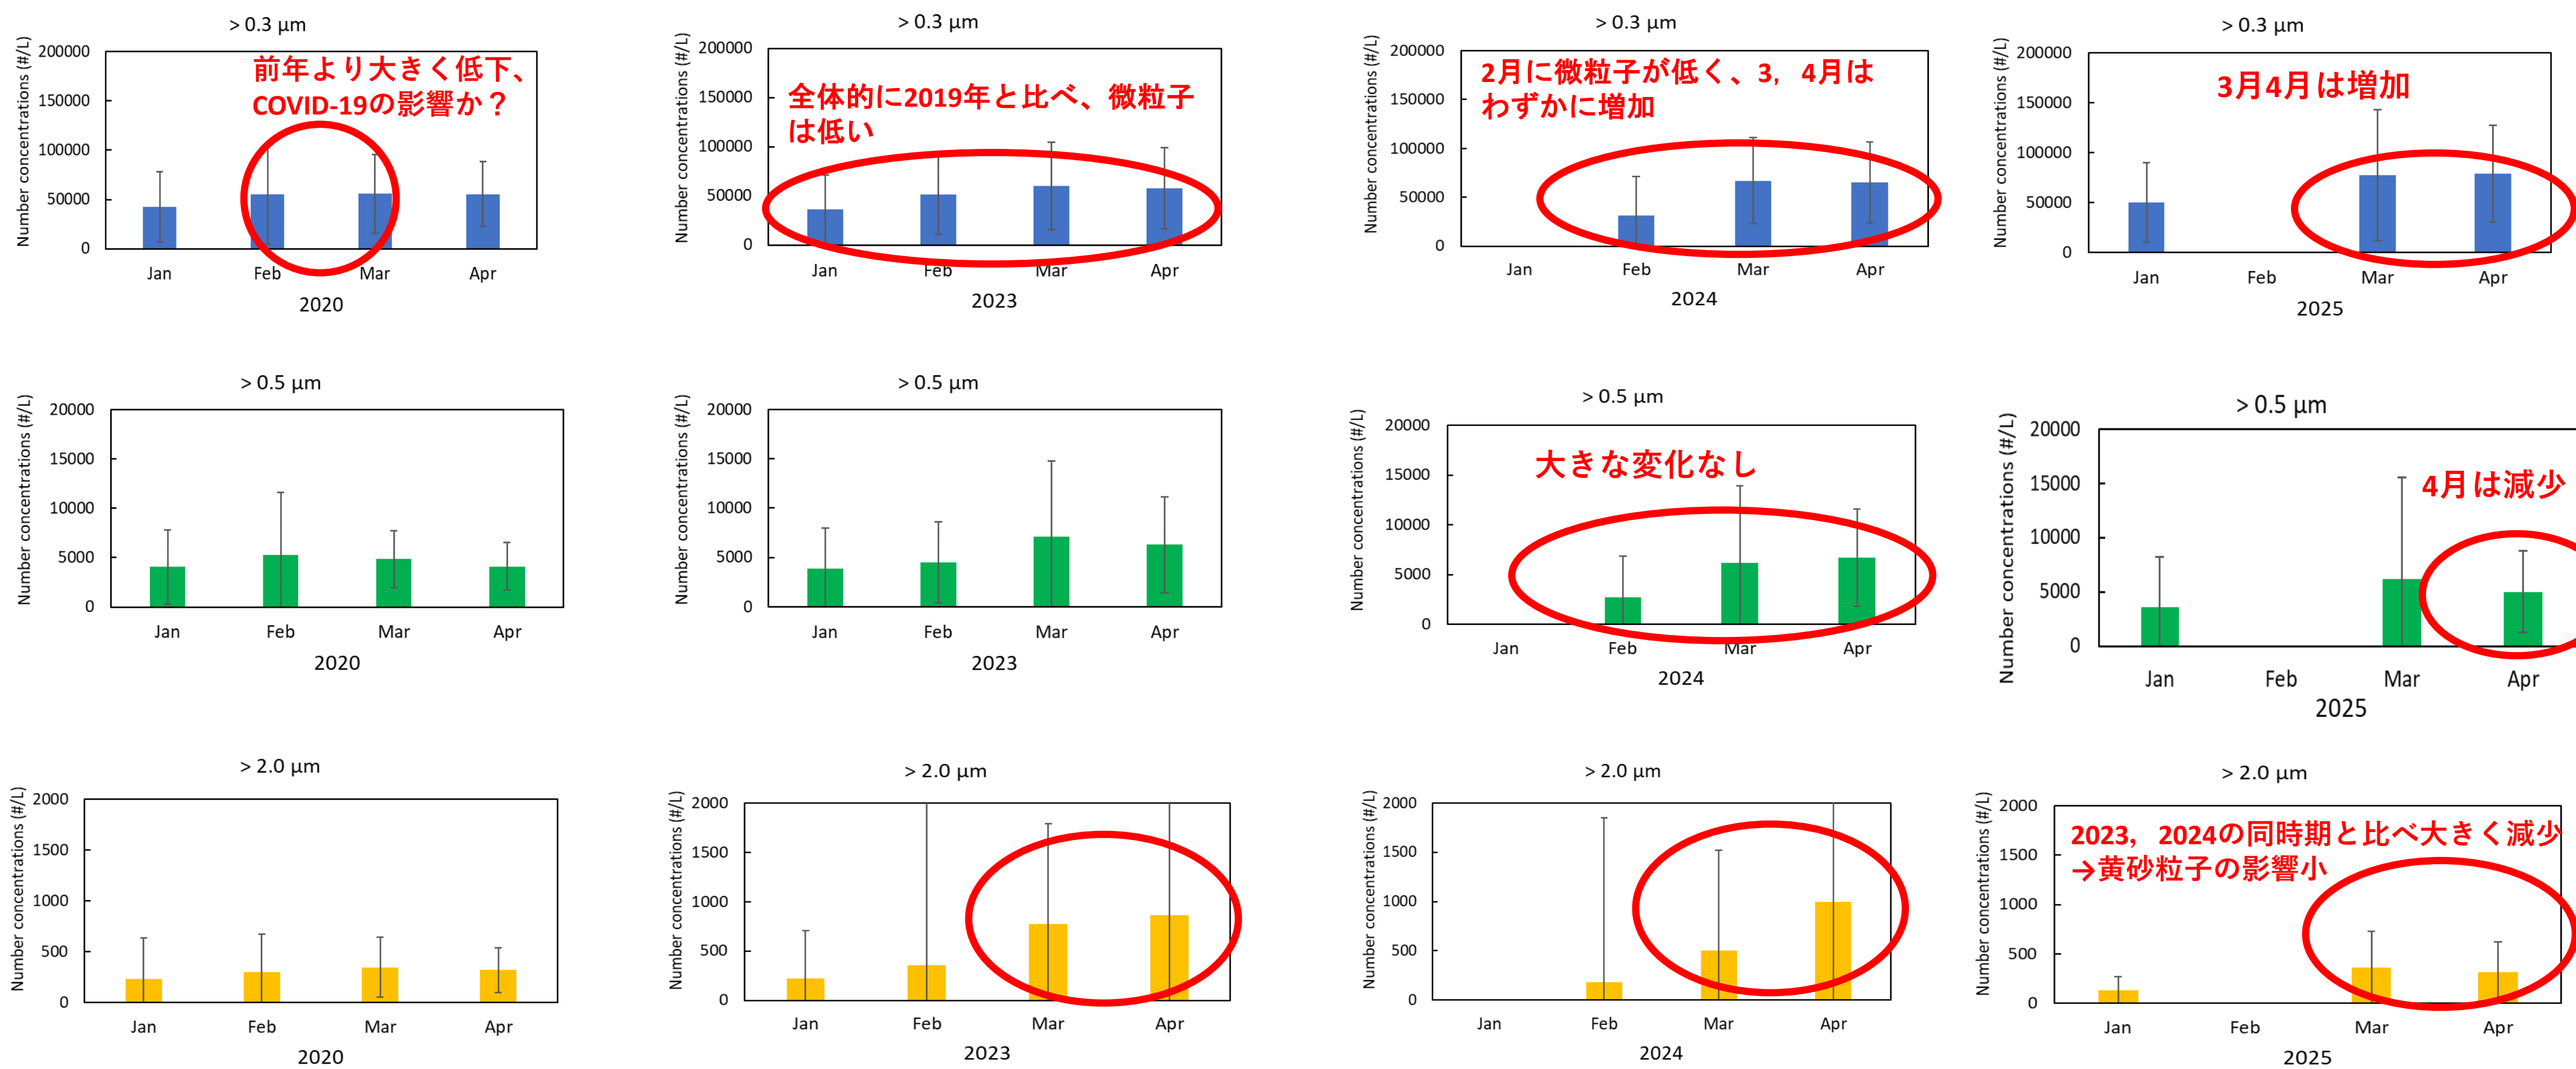 > 0.3 μm
Number concentrations (#/L)
200000
150000
100000
50000
0
前年より大きく低下、
COVID-19の影響か？
Jan Feb Mar Apr
2020
> 0.3 μm
Number concentrations (#/L)
200000
150000
100000
50000
0
全体的に2019年と比べ、微粒子
は低い
Jan Feb Mar Apr
2023
> 0.3 μm
Number concentrations (#/L)
200000
150000
100000
50000
0
2月に微粒子が低く、3，4月は
わずかに増加
Jan Feb Mar Apr
2024
> 0.3 μm
Number concentrations (#/L)
200000
150000
100000
50000
0
3月4月は増加
Jan Feb Mar Apr
2025
> 0.5 μm
Number concentrations (#/L)
20000
15000
10000
5000
0
Jan Feb Mar Apr
2020
> 0.5 μm
Number concentrations (#/L)
20000
15000
10000
5000
0
Jan Feb Mar Apr
2023
> 0.5 μm
Number concentrations (#/L)
20000
15000
10000
5000
0
大きな変化なし
Jan Feb Mar Apr
2024
> 0.5 μm
Number concentrations (#/L)
20000
15000
10000
5000
0
4月は減少
Jan Feb Mar Apr
2025
> 2.0 μm
Number concentrations (#/L)
2000
1500
1000
500
0
Jan Feb Mar Apr
2020
> 2.0 μm
Number concentrations (#/L)
2000
1500
1000
500
0
Jan Feb Mar Apr
2023
> 2.0 μm
Number concentrations (#/L)
2000
1500
1000
500
0
Jan Feb Mar Apr
2024
> 2.0 μm
Number concentrations (#/L)
2000
1500
1000
500
0
2023，2024の同時期と比べ大きく減少
→黄砂粒子の影響小
Jan Feb Mar Apr
2025